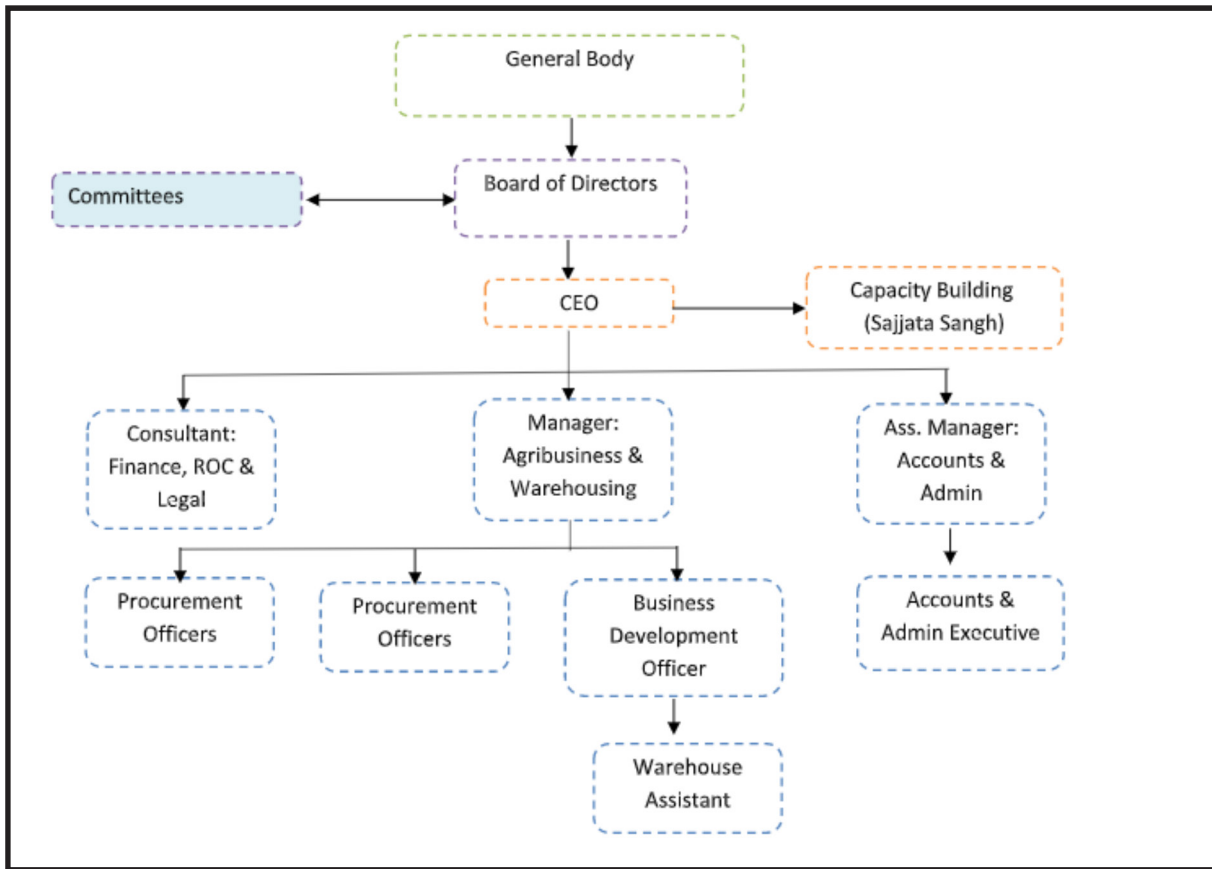 General Body
Committees
Board of Directors
CEO
Capacity Building
(Sajjata Sangh)
Consultant:
Finance, ROC &
Legal
Manager:
Agribusiness &
Warehousing
Ass. Manager:
Accounts &
Admin
Procurement
Officers
Procurement
Officers
Business
Development
Officer
Accounts &
Admin Executive
Warehouse
Assistant